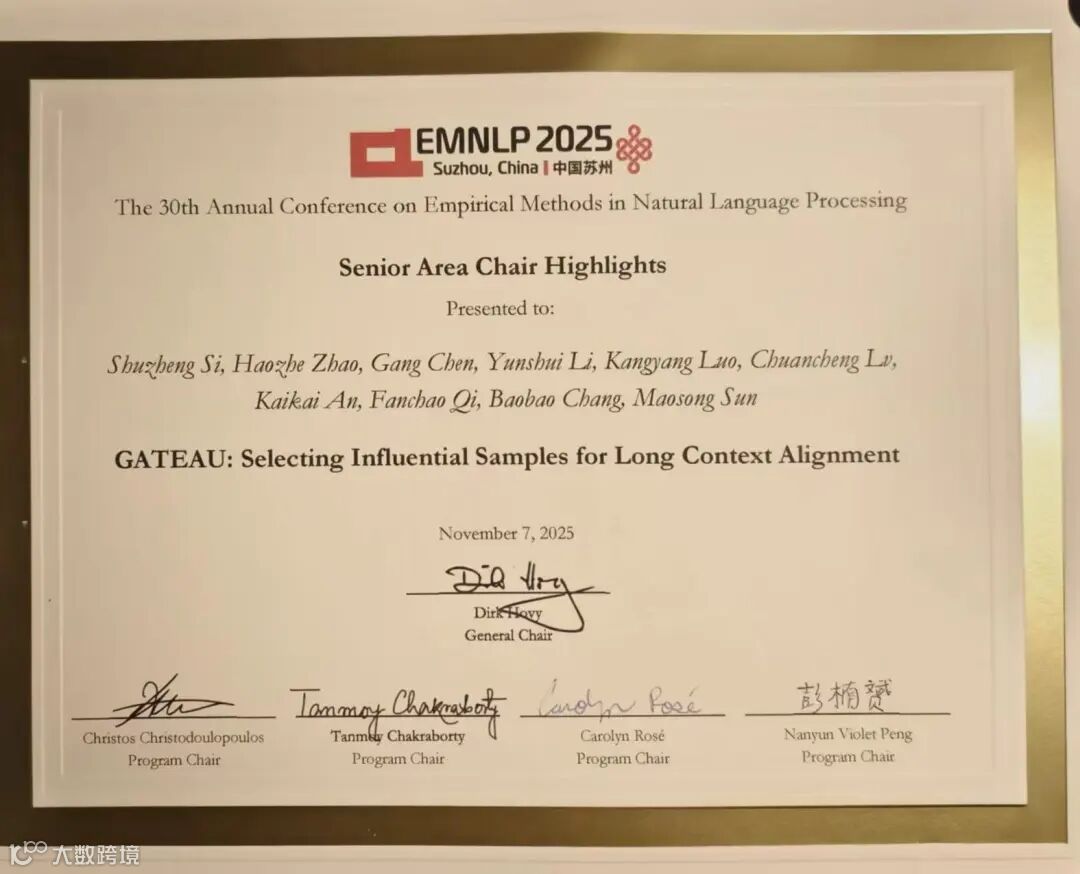 EMNLP 2025
Suzhou, China | 中国苏州
The 30th Annual Conference on Empirical Methods in Natural Language Processing
Senior Area Chair Highlights
Presented to:
Shuzheng Si, Haozhe Zhao, Gang Chen, Yunshui Li, Kangyang Luo, Chuancheng Lv,
Kaikai An, Fanchao Qi, Baobao Chang, Maosong Sun
GATEAU: Selecting Influential Samples for Long Context Alignment
November 7, 2025
Dirk Hovy
Dirk Hovy
General Chair
Tanmoy Chakraborty Carolyn Rosé 彭楠赟
Christos Christodoulopoulos Tanmoy Chakraborty Carolyn Rosé Nanyun Violet Peng
Program Chair Program Chair Program Chair Program Chair
大数跨境